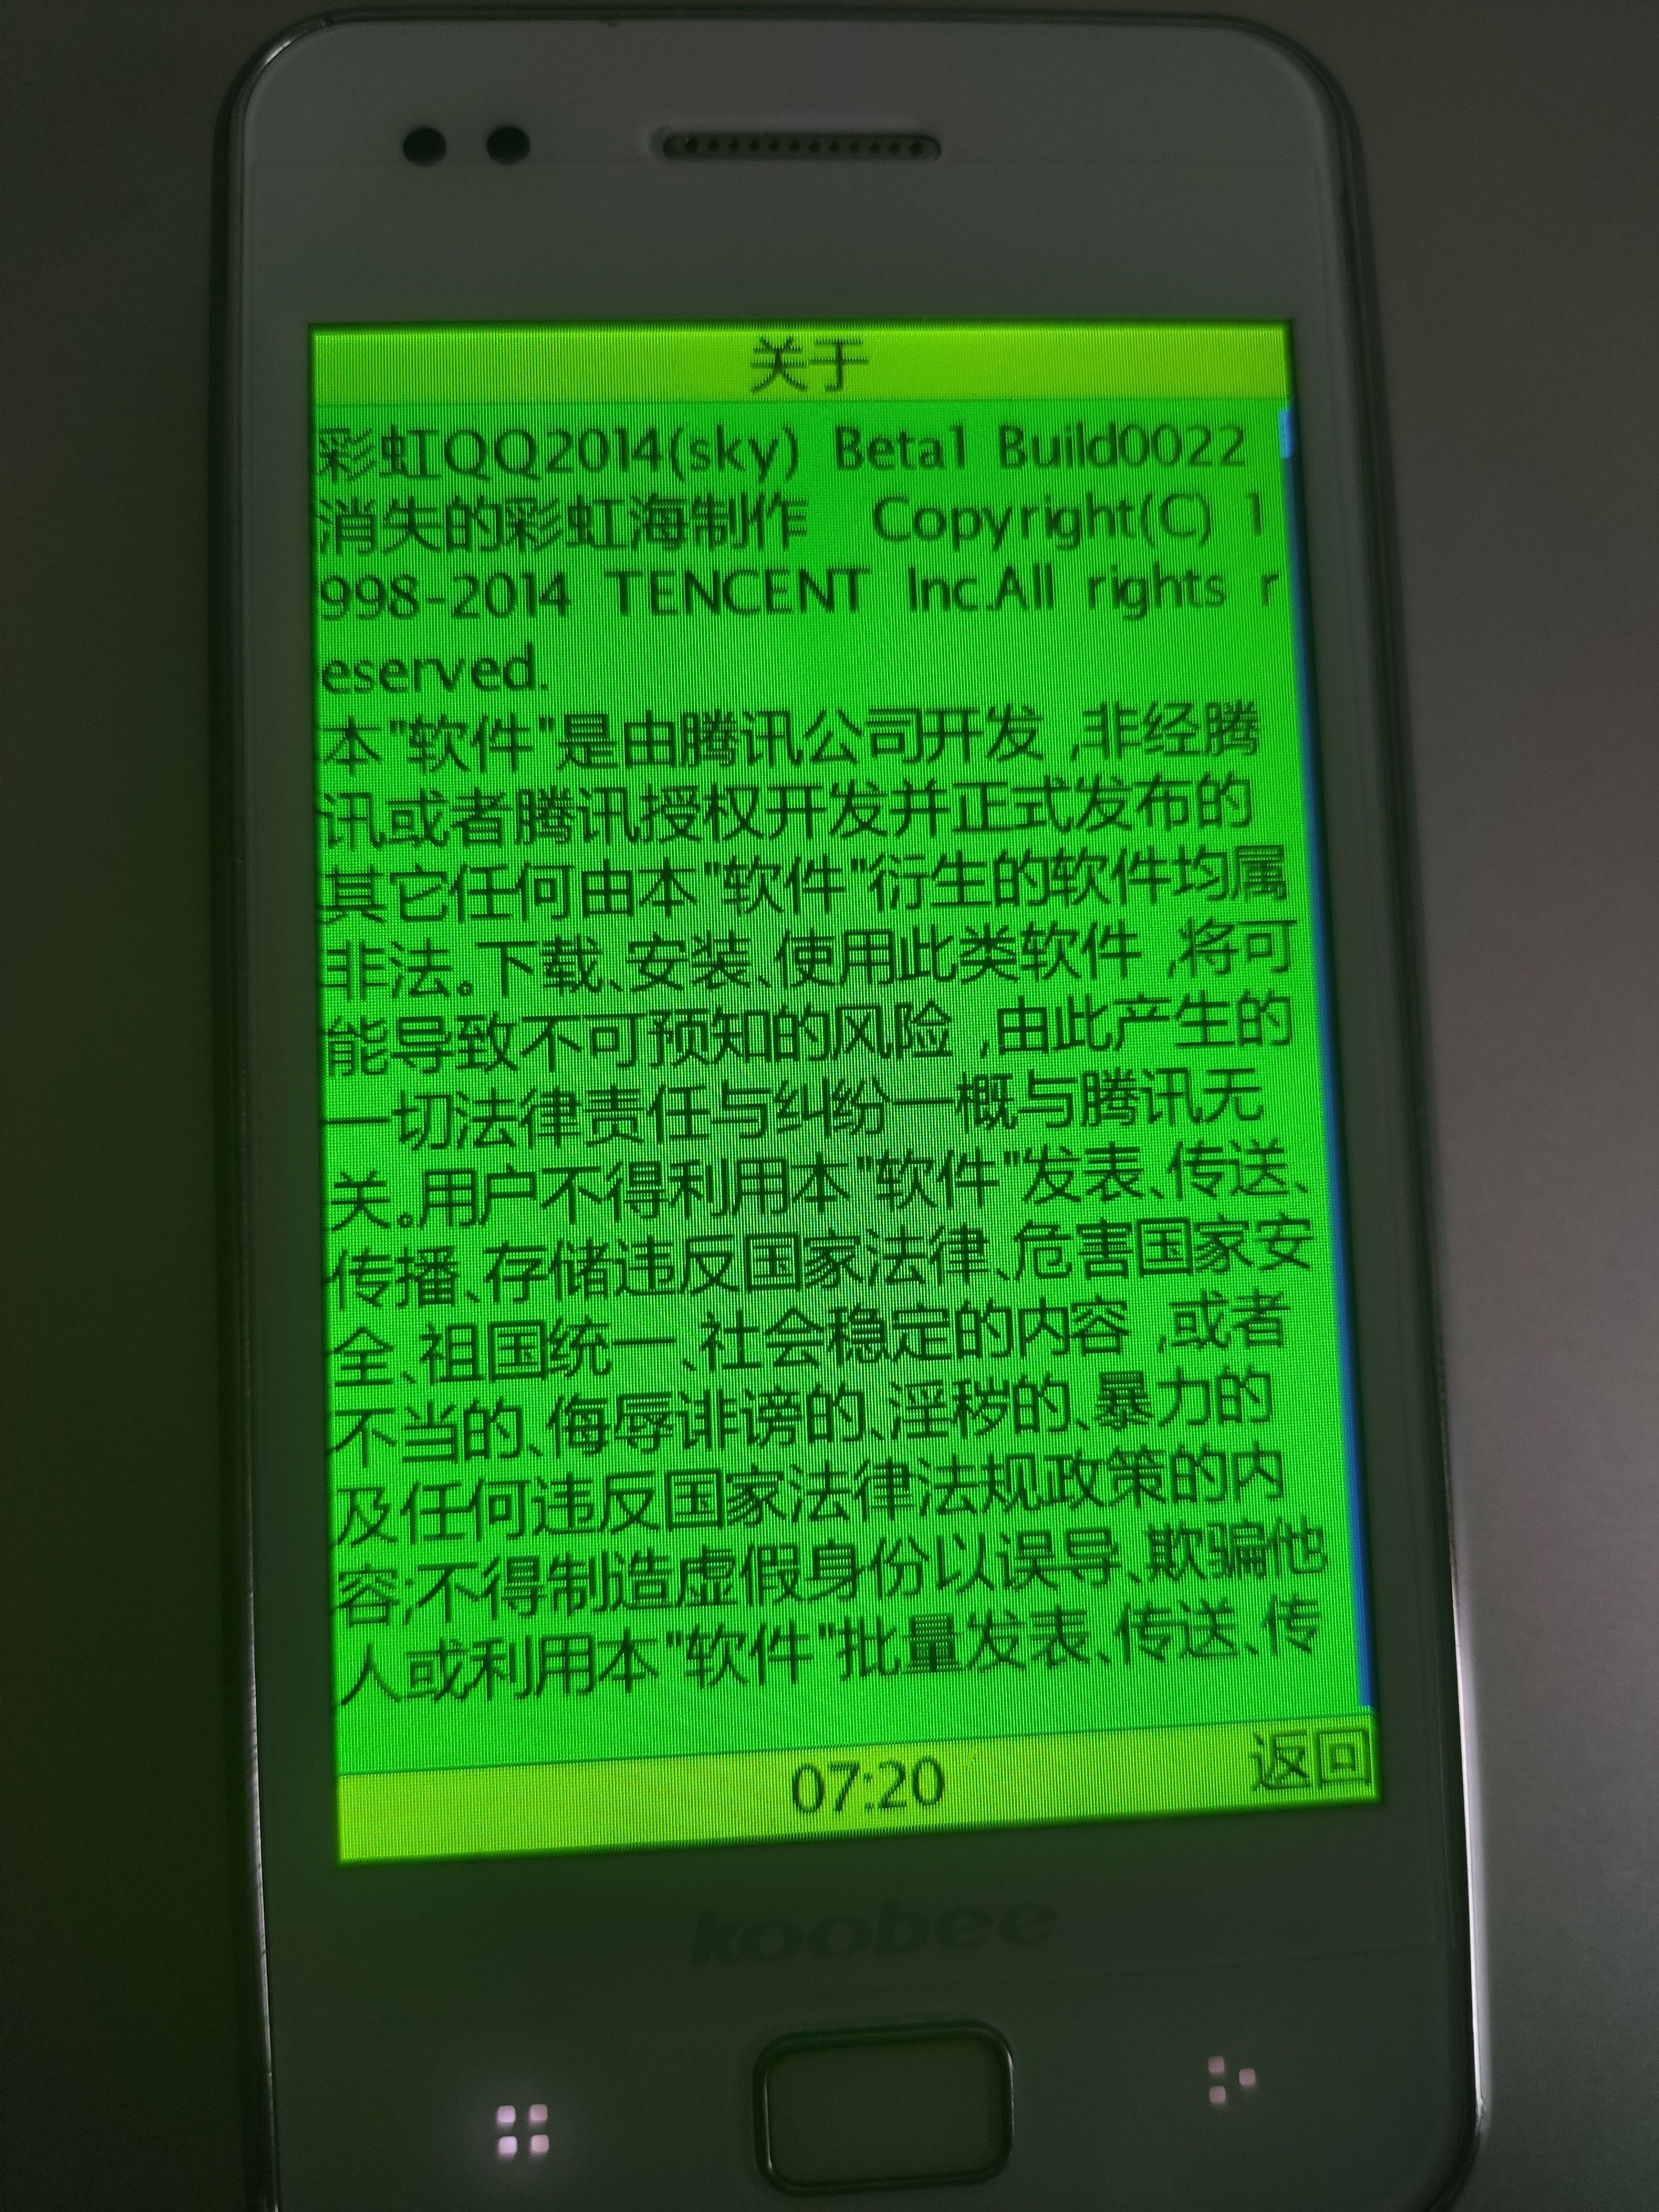 关于
彩虹QQ2014(sky) Beta1 Build0022
消失的彩虹海制作 Copyright(C) 1
998-2014 TENCENT Inc.All rights r
eserved.
本"软件"是由腾讯公司开发,非经腾
讯或者腾讯授权开发并正式发布的
其它任何由本"软件"衍生的软件均属
非法。下载、安装、使用此类软件,将可
能导致不可预知的风险,由此产生的
一切法律责任与纠纷一概与腾讯无
关。用户不得利用本"软件"发表、传送、
传播、存储违反国家法律、危害国家安
全、祖国统一、社会稳定的内容,或者
不当的、侮辱诽谤的、淫秽的、暴力的
及任何违反国家法律法规政策的内
容;不得制造虚假身份以误导、欺骗他
人或利用本"软件"批量发表、传送、传
07:20
返回
koobee